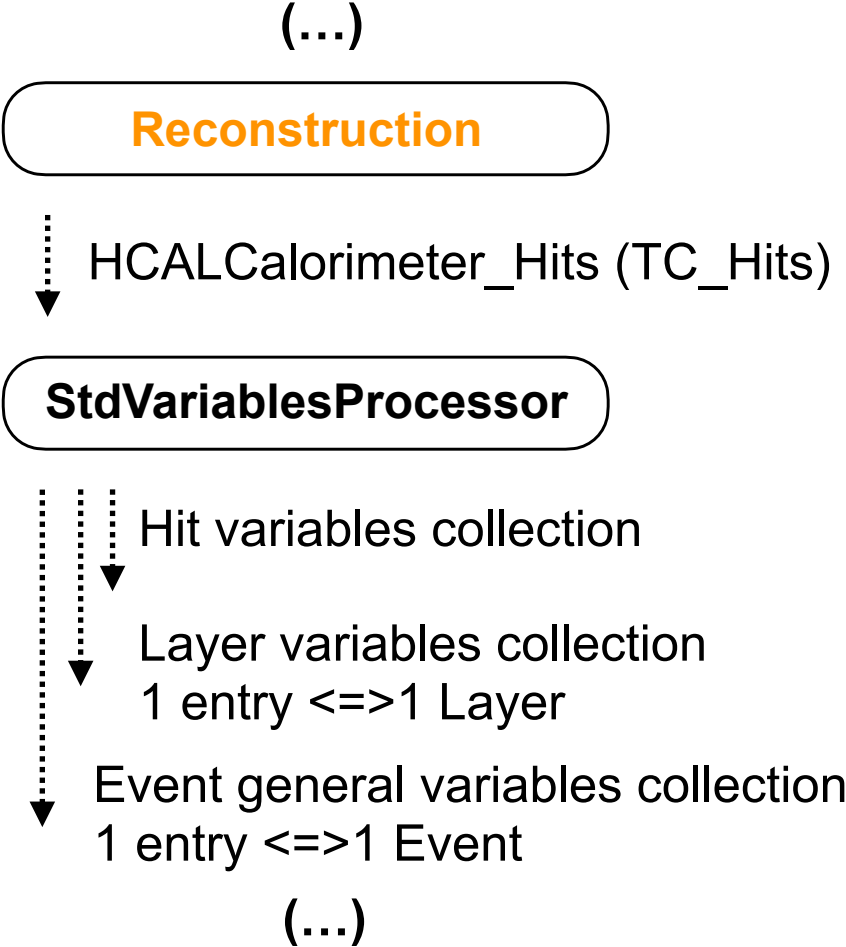 (...)
Reconstruction
HCALCalorimeter_Hits (TC_Hits)
StdVariablesProcessor
Hit variables collection
Layer variables collection
1 entry <=>1 Layer
Event general variables collection
1 entry <=>1 Event
(...)